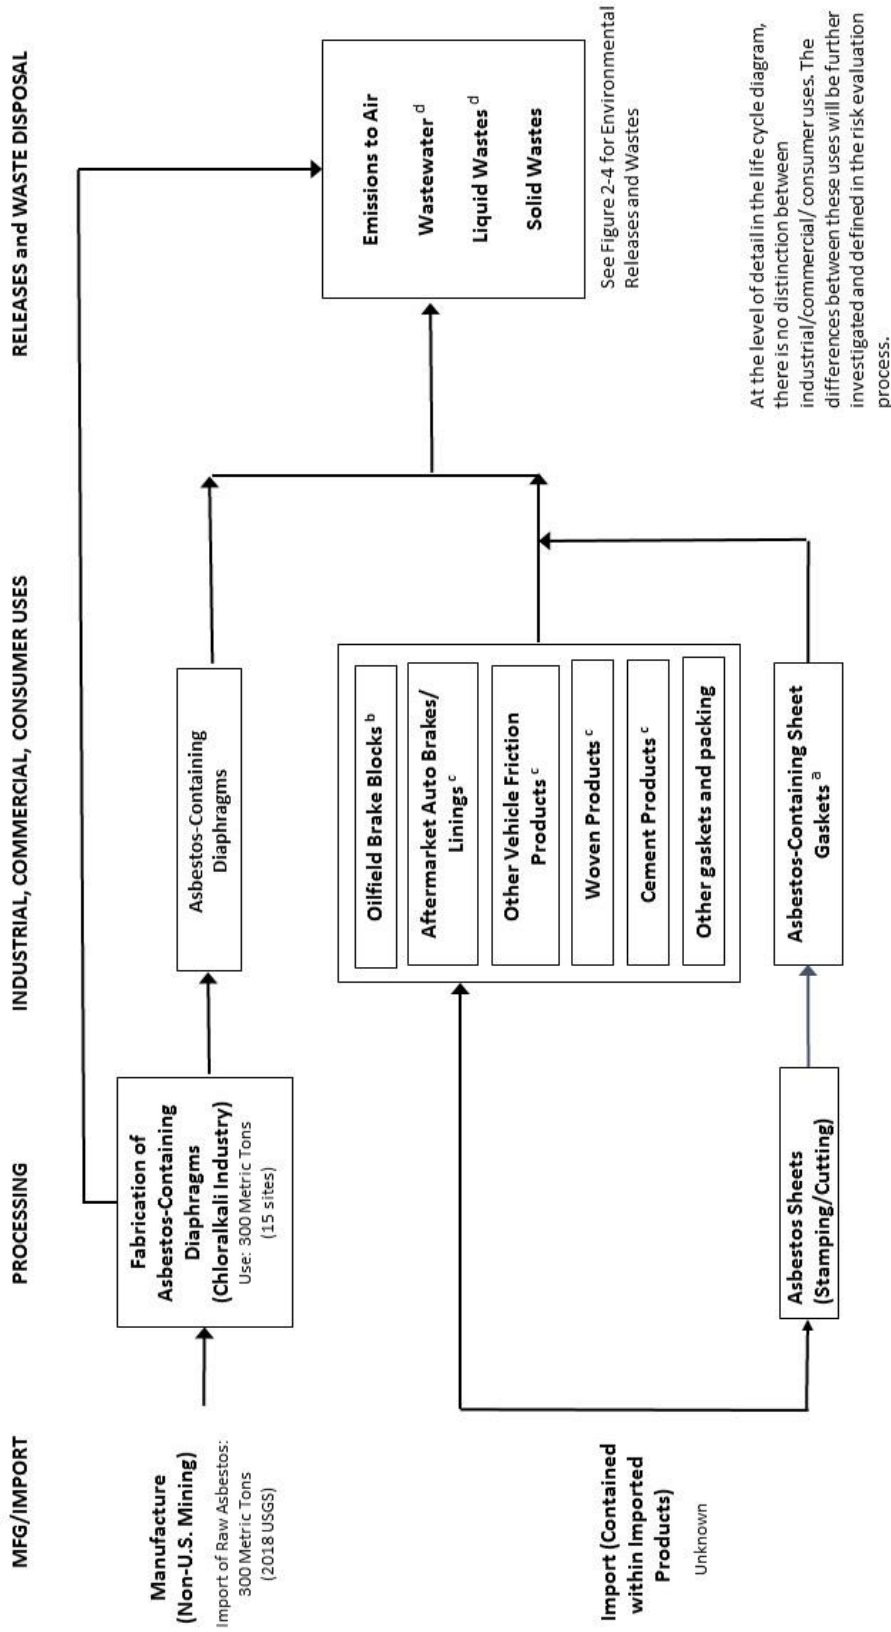 MFG/IMPORT
PROCESSING
INDUSTRIAL, COMMERCIAL, CONSUMER USES
RELEASES and WASTE DISPOSAL
Manufacture
(Non-U.S. Mining)
Import of Raw Asbestos:
300 Metric Tons
(2018 USGS)
Fabrication of
Asbestos-Containing
Diaphragms
(Chloralkali Industry)
Use: 300 Metric Tons
(15 sites)
Asbestos-Containing
Diaphragms
Emissions to Air
Wastewater d
Liquid Wastes d
Solid Wastes
See Figure 2-4 for Environmental
Releases and Wastes
Import (Contained
within Imported
Products)
Unknown
Oilfield Brake Blocks b
Aftermarket Auto Brakes/
Linings c
Other Vehicle Friction
Products c
Woven Products c
Cement Products c
Other gaskets and packing
Asbestos Sheets
(Stamping/Cutting)
Asbestos-Containing Sheet
Gaskets a
At the level of detail in the life cycle diagram,
there is no distinction between
industrial/commercial/ consumer uses. The
differences between these uses will be further
investigated and defined in the risk evaluation
process.